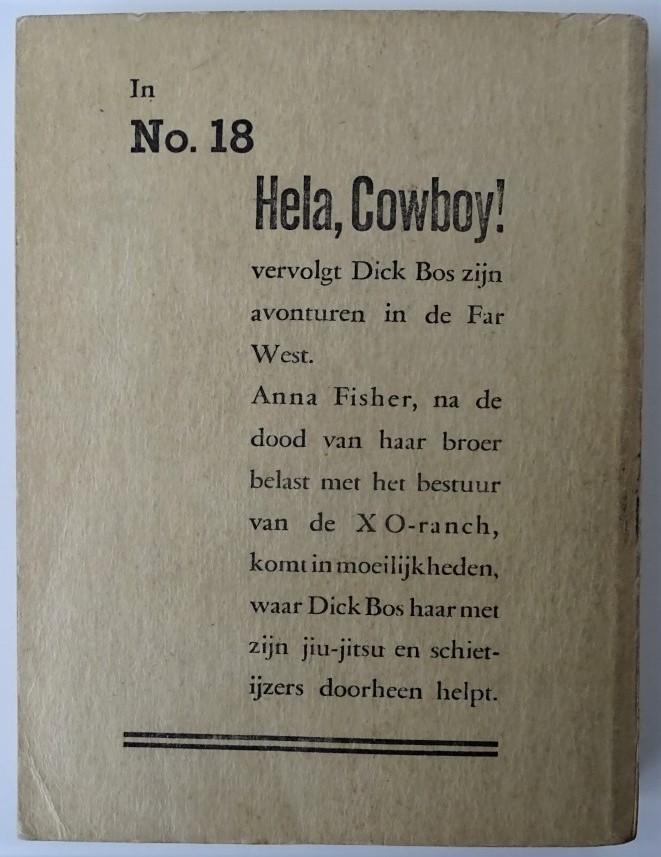 In
No. 18
Hela, Cowboy!
vervolgt Dick Bos zijn
avonturen in de Far
West.
Anna Fisher, na de
dood van haar broer
belast met het bestuur
van de X O-ranch,
komt in moeilijkheden,
waar Dick Bos haar met
zijn jiu-jitsu en schiet-
ijzers doorheen helpt.